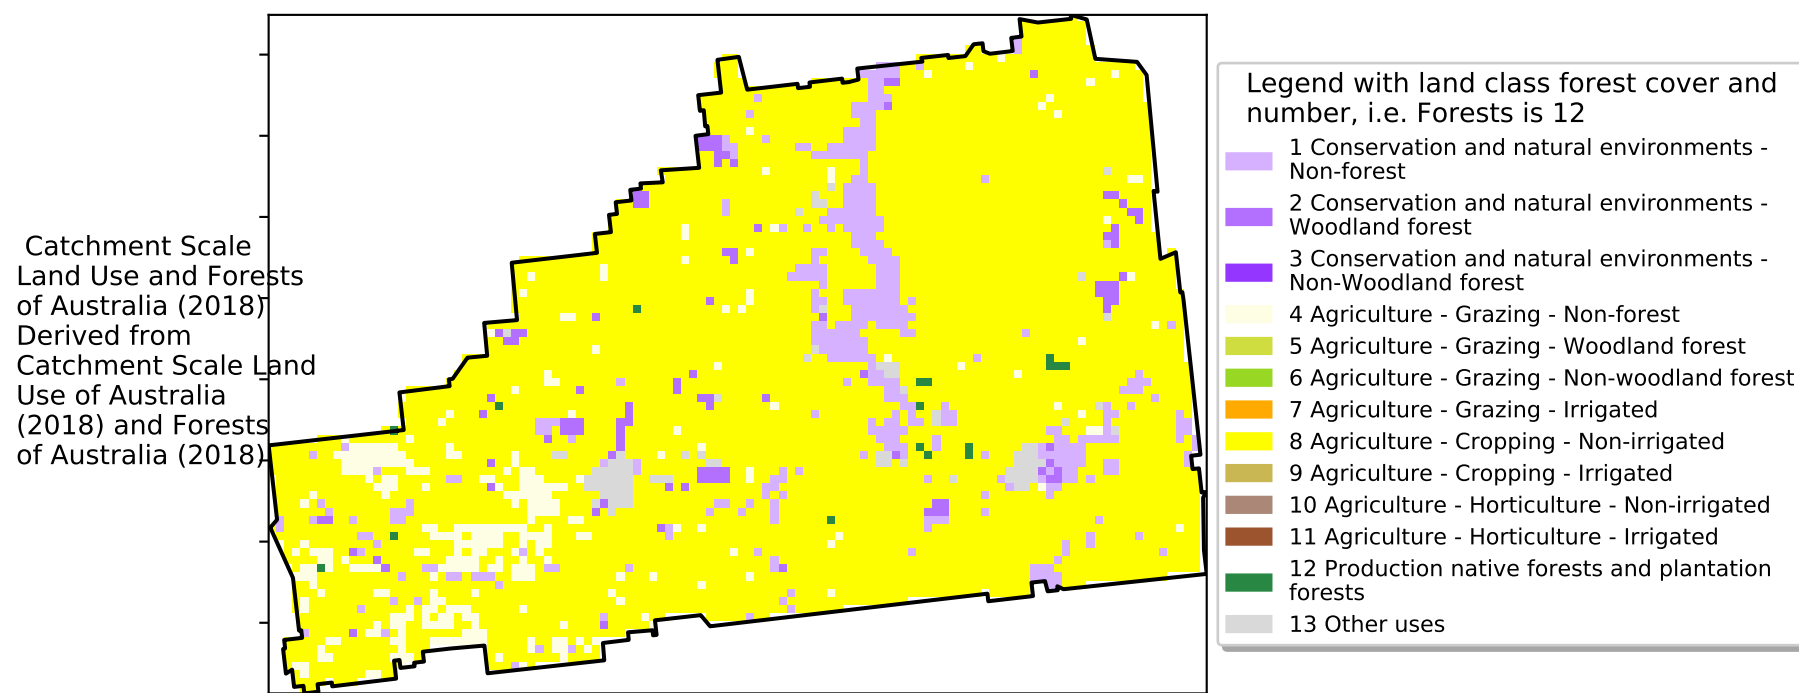 Catchment Scale
Land Use and Forests
of Australia (2018)
Derived from
Catchment Scale Land
Use of Australia
(2018) and Forests
of Australia (2018)
Legend with land class forest cover and
number, i.e. Forests is 12
1 Conservation and natural environments -
Non-forest
2 Conservation and natural environments -
Woodland forest
3 Conservation and natural environments -
Non-Woodland forest
4 Agriculture - Grazing - Non-forest
5 Agriculture - Grazing - Woodland forest
6 Agriculture - Grazing - Non-woodland forest
7 Agriculture - Grazing - Irrigated
8 Agriculture - Cropping - Non-irrigated
9 Agriculture - Cropping - Irrigated
10 Agriculture - Horticulture - Non-irrigated
11 Agriculture - Horticulture - Irrigated
12 Production native forests and plantation
forests
13 Other uses